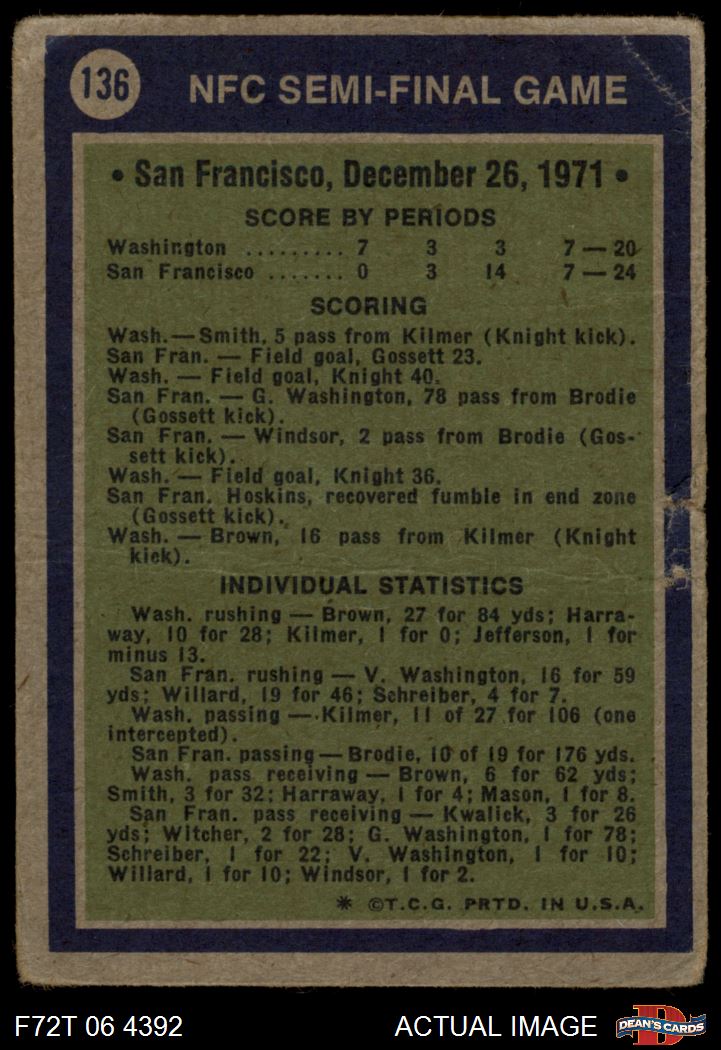 136
NFC SEMI-FINAL GAME
• San Francisco, December 26, 1971 •
SCORE BY PERIODS
Washington ......... 7 3 3 7 — 20
San Francisco ....... 0 3 14 7 — 24
SCORING
Wash.—Smith, 5 pass from Kilmer (Knight kick).
San Fran. — Field goal, Gossett 23.
Wash. — Field goal, Knight 40.
San Fran. — G. Washington, 78 pass from Brodie
(Gossett kick).
San Fran. — Windsor, 2 pass from Brodie (Gos-
sett kick).
Wash. — Field goal, Knight 36.
San Fran. Hoskins, recovered fumble in end zone
(Gossett kick).
Wash. — Brown, 16 pass from Kilmer (Knight
kick).
INDIVIDUAL STATISTICS
Wash. rushing — Brown, 27 for 84 yds; Harra-
way, 10 for 28; Kilmer, 1 for 0; Jefferson, 1 for
minus 13.
San Fran. rushing — V. Washington, 16 for 59
yds; Willard, 19 for 46; Schreiber, 4 for 7.
Wash. passing — Kilmer, 11 of 27 for 106 (one
intercepted).
San Fran. passing — Brodie, 10 of 19 for 176 yds.
Wash. pass receiving — Brown, 6 for 62 yds;
Smith, 3 for 32; Harraway, 1 for 4; Mason, 1 for 8.
San Fran. pass receiving — Kwalick, 3 for 26
yds; Witcher, 2 for 28; G. Washington, 1 for 78;
Schreiber, 1 for 22; V. Washington, 1 for 10;
Willard, 1 for 10; Windsor, 1 for 2.
* ©T.C.G. PRTD. IN U.S.A.
F72T 06 4392
ACTUAL IMAGE
D
DEAN'S CARDS